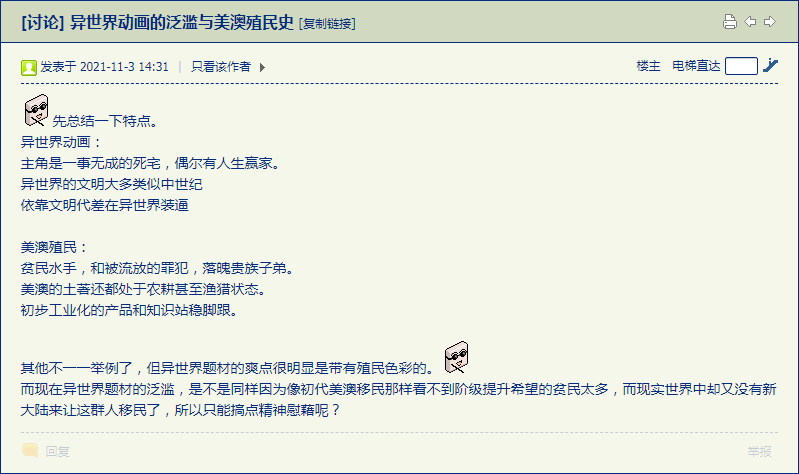 [讨论] 异世界动画的泛滥与美澳殖民史 [复制链接]
发表于 2021-11-3 14:31 | 只看该作者 楼主 电梯直达
先总结一下特点。
异世界动画：
主角是一事无成的死宅，偶尔有人生赢家。
异世界的文明大多类似中世纪
依靠文明代差在异世界装逼
美澳殖民：
贫民水手，和被流放的罪犯，落魄贵族子弟。
美澳的土著还都处于农耕甚至渔猎状态。
初步工业化的产品和知识站稳脚跟。
其他不一一举例了，但异世界题材的爽点很明显是带有殖民色彩的。
而现在异世界题材的泛滥，是不是同样因为像初代美澳移民那样看不到阶级提升希望的贫民太多，而现实世界中却又没有新
大陆来让这群人移民了，所以只能搞点精神慰藉呢？
回复 举报